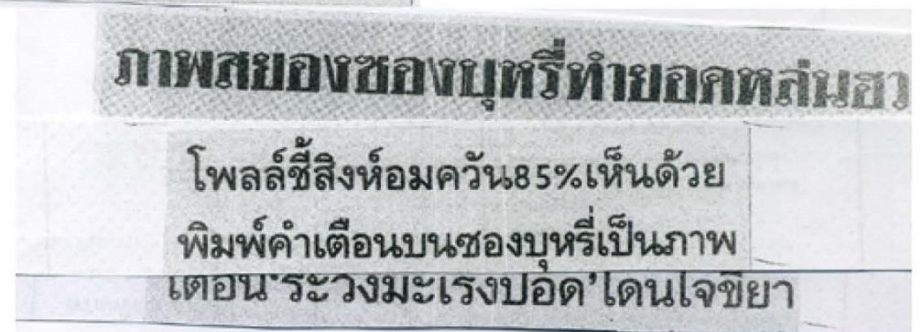 ภาพสยองซองบุหรี่ทำยอดหล่นฮว
โพลล์ชี้สิงห์อมควัน85%เห็นด้วย
พิมพ์คำเตือนบนซองบุหรี่เป็นภาพ
เตือน'ระวังมะเร็งปอด'โดนใจขี้ยา